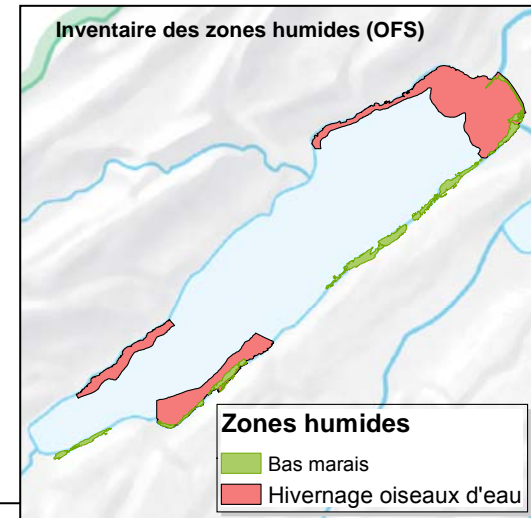 Inventaire des zones humides (OFS)
Zones humides
Bas marais
Hivernage oiseaux d'eau